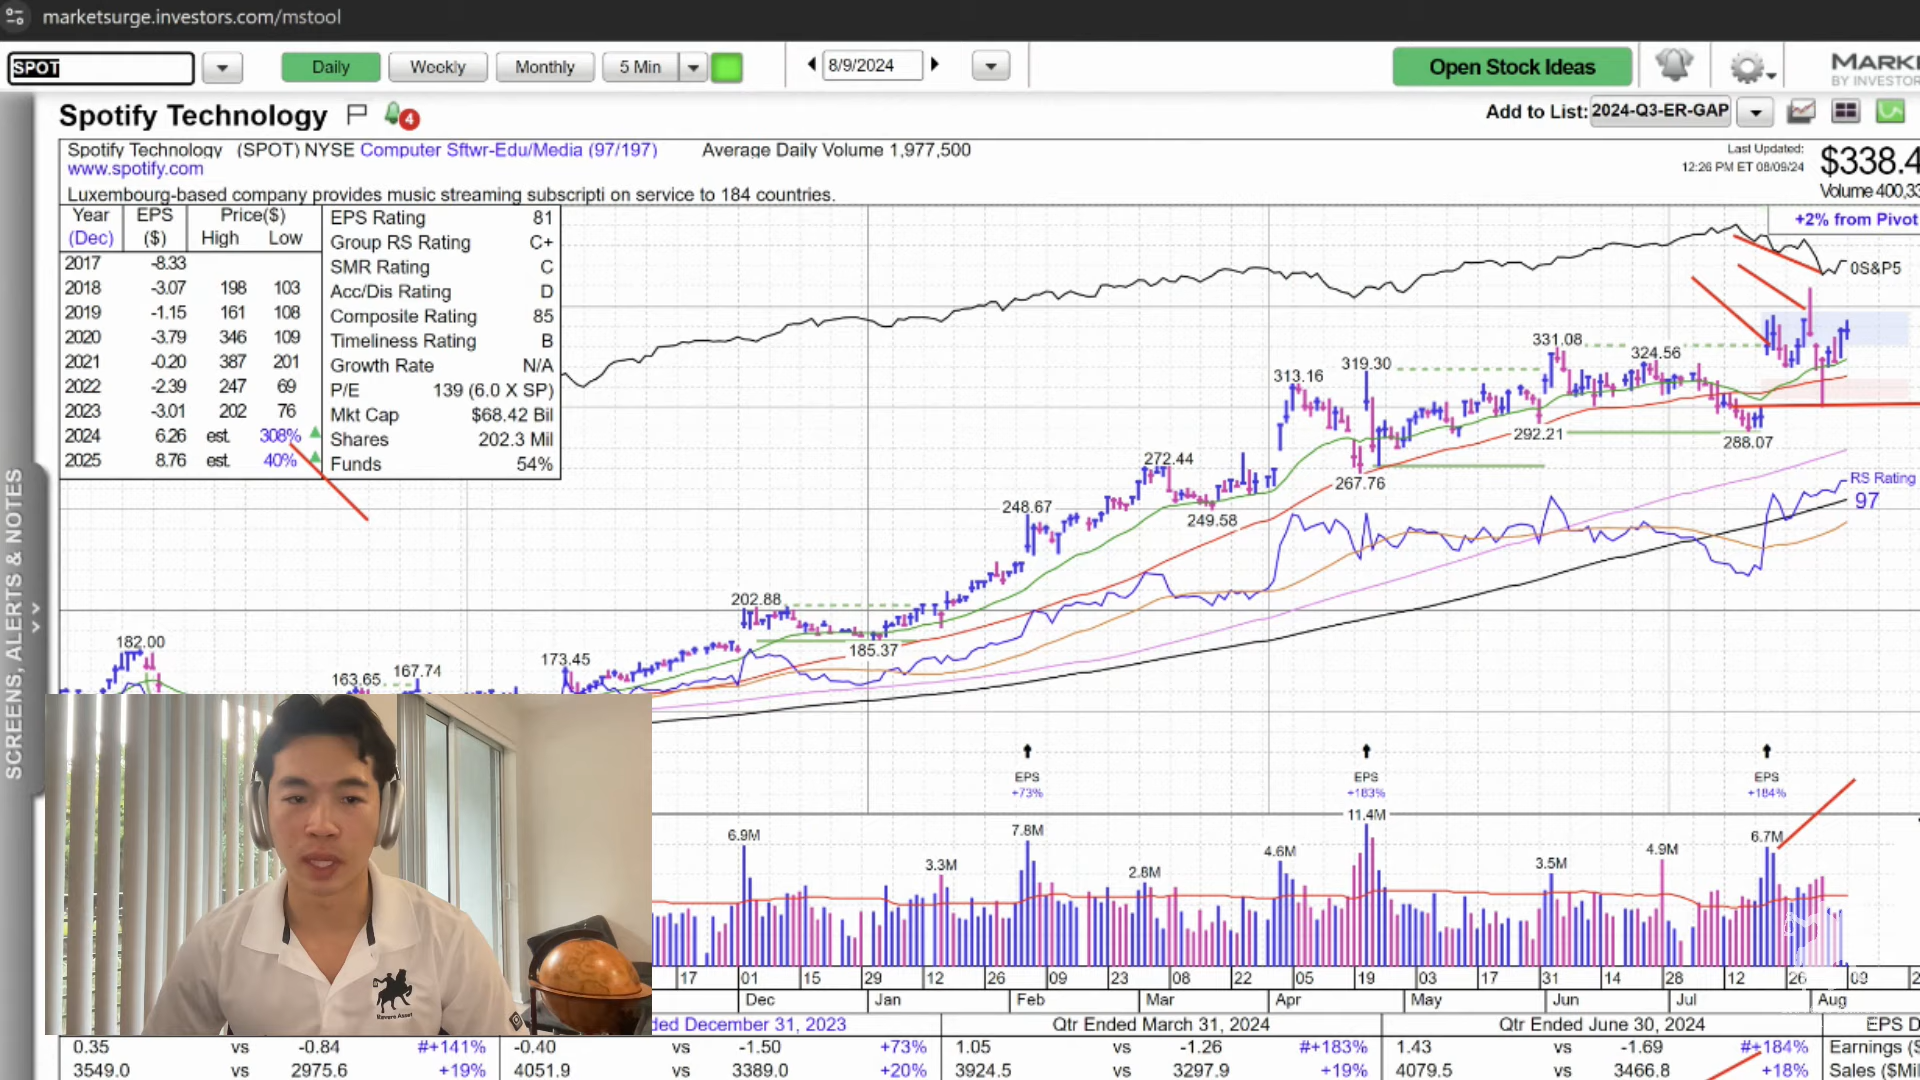 marketsurge.investors.com/mstool
SPOT Daily Weekly Monthly 5 Min 8/9/2024 Open Stock Ideas
BY INVESTOR
Spotify Technology 4 Add to List: 2024-Q3-ER-GAP
Spotify Technology (SPOT) NYSE Computer Sftwr-Edu/Media (97/197) Average Daily Volume 1,977,500
www.spotify.com
Luxembourg-based company provides music streaming subscripti on service to 184 countries.
Last Updated:
12:26 PM ET 08/09/24
$338.4
Volume 400,33
+2% from Pivot
Year EPS Price($)
(Dec) ($) High Low
2017 -8.33
2018 -3.07 198 103
2019 -1.15 161 108
2020 -3.79 346 109
2021 -0.20 387 201
2022 -2.39 247 69
2023 -3.01 202 76
2024 6.26 est. 308%
2025 8.76 est. 40%
EPS Rating 81
Group RS Rating C+
SMR Rating C
Acc/Dis Rating D
Composite Rating 85
Timeliness Rating B
Growth Rate N/A
P/E 139 (6.0 X SP)
Mkt Cap $68.42 Bil
Shares 202.3 Mil
Funds 54%
0S&P5
331.08
324.56
319.30
313.16
292.21
288.07
272.44
267.76
248.67
249.58
RS Rating
97
202.88
185.37
182.00
173.45
167.74
163.65
SCREENS, ALERTS & NOTES
EPS EPS EPS
+73% +183% +184%
6.9M 3.3M 7.8M 2.8M 4.6M 11.4M 3.5M 4.9M 6.7M
17 01 15 29 12 26 09 23 08 22 05 19 03 17 31 14 28 12 26 09 2
Dec Jan Feb Mar Apr May Jun Jul Aug
ded December 31, 2023 Qtr Ended March 31, 2024 Qtr Ended June 30, 2024 EPS D
0.35 vs -0.84 #+141% -0.40 vs -1.50 +73% 1.05 vs -1.26 #+183% 1.43 vs -1.69 #+184% Earnings ($
3549.0 vs 2975.6 +19% 4051.9 vs 3389.0 +20% 3924.5 vs 3297.9 +19% 4079.5 vs 3466.8 +18% Sales ($Mil